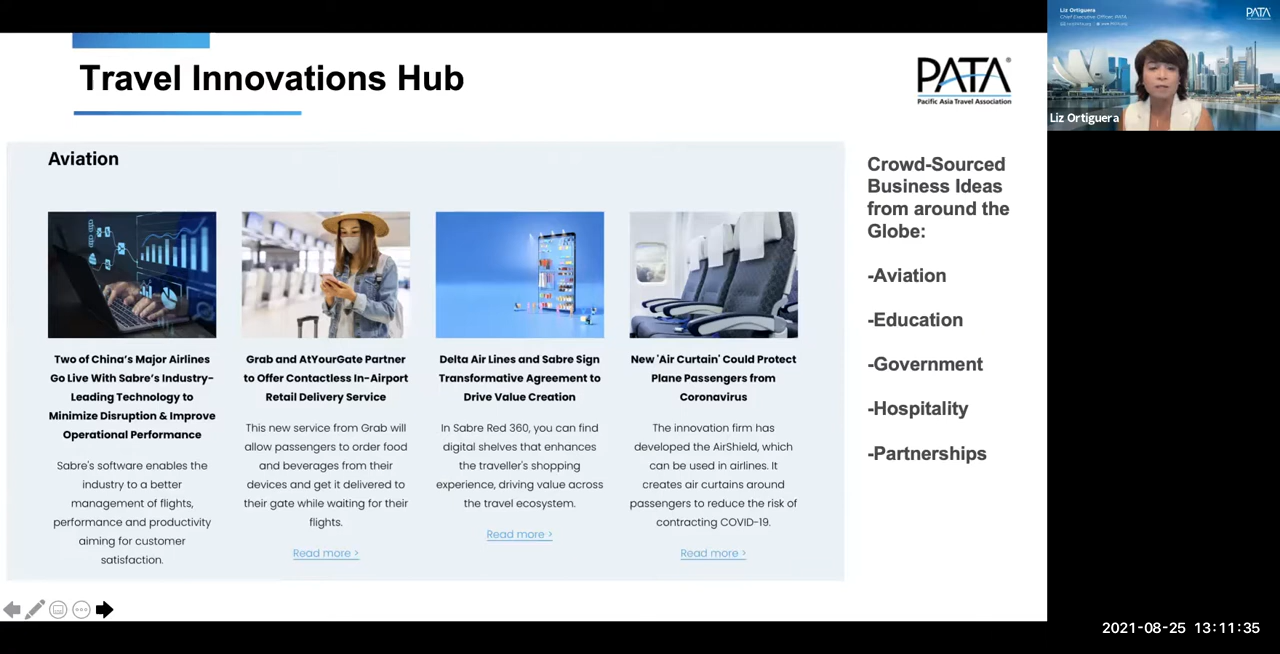 Travel Innovations Hub
PATA®
Pacific Asia Travel Association
Liz Ortiguera
Chief Executive Officer, PATA
PATA
Liz Ortiguera
Aviation
Two of China's Major Airlines
Go Live With Sabre's Industry-
Leading Technology to
Minimize Disruption & Improve
Operational Performance
Sabre's software enables the
industry to a better
management of flights,
performance and productivity
aiming for customer
satisfaction.
Grab and AtYourGate Partner
to Offer Contactless In-Airport
Retail Delivery Service
This new service from Grab will
allow passengers to order food
and beverages from their
devices and get it delivered to
their gate while waiting for their
flights.
Read more >
Delta Air Lines and Sabre Sign
Transformative Agreement to
Drive Value Creation
In Sabre Red 360, you can find
digital shelves that enhances
the traveller's shopping
experience, driving value across
the travel ecosystem.
Read more >
New 'Air Curtain' Could Protect
Plane Passengers from
Coronavirus
The innovation firm has
developed the AirShield, which
can be used in airlines. It
creates air curtains around
passengers to reduce the risk of
contracting COVID-19.
Read more >
Crowd-Sourced
Business Ideas
from around the
Globe:
-Aviation
-Education
-Government
-Hospitality
-Partnerships
2021-08-25 13:11:35